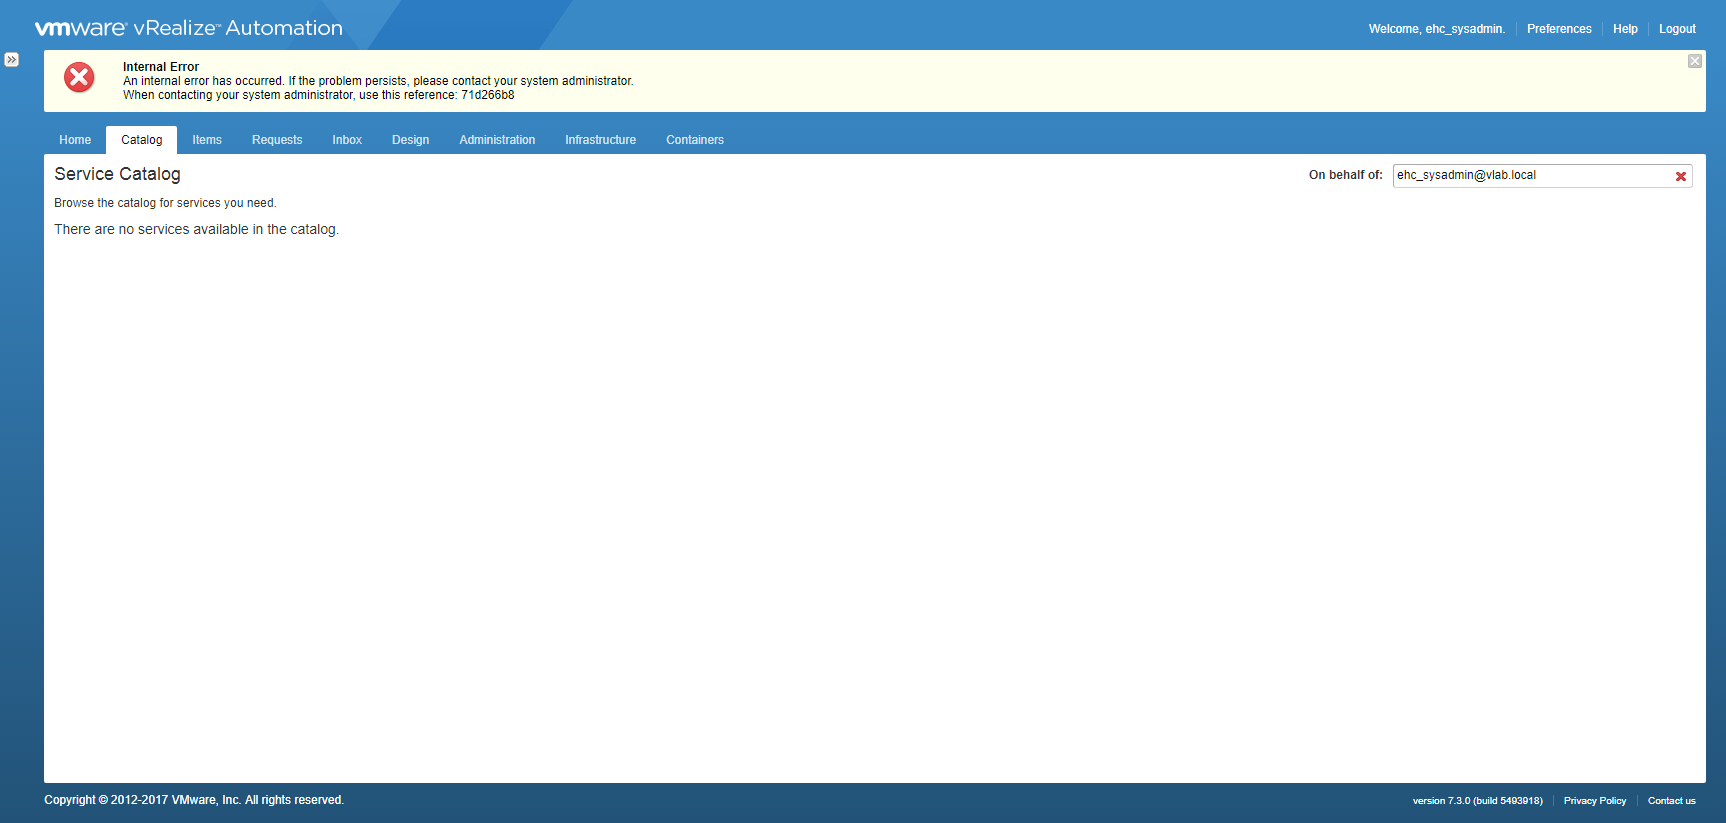 vmware® vRealize™ Automation
Welcome, ehc_sysadmin. Preferences Help Logout
Internal Error
An internal error has occurred. If the problem persists, please contact your system administrator.
When contacting your system administrator, use this reference: 71d266b8
Home Catalog Items Requests Inbox Design Administration Infrastructure Containers
Service Catalog
On behalf of: ehc_sysadmin@vlab.local
Browse the catalog for services you need.
There are no services available in the catalog.
Copyright © 2012-2017 VMware, Inc. All rights reserved.
version 7.3.0 (build 5493918) Privacy Policy Contact us